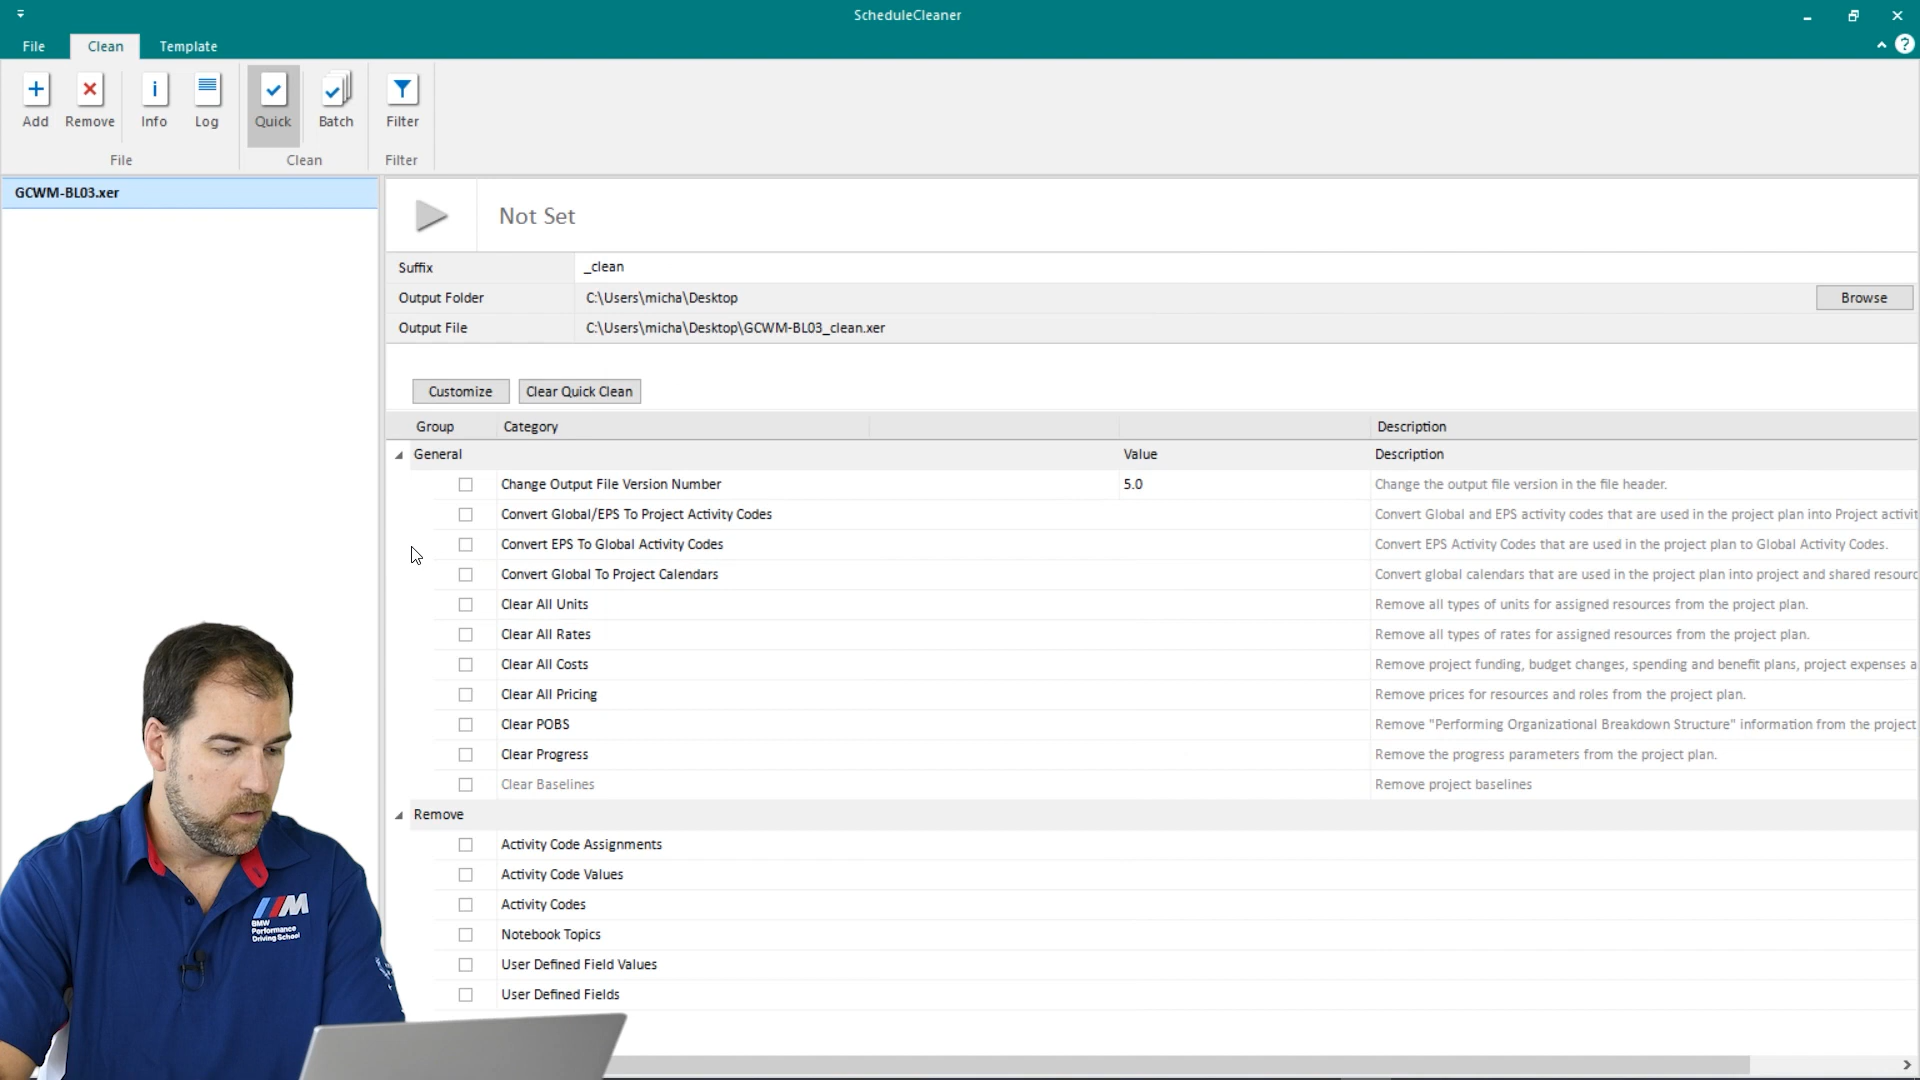 ScheduleCleaner
File
Clean
Template
Add
Remove
Info
Log
Quick
Batch
Filter
File
Clean
Filter
GCWM-BL03.xer
Not Set
Suffix
_clean
Output Folder
C:\Users\micha\Desktop
Browse
Output File
C:\Users\micha\Desktop\GCWM-BL03_clean.xer
Customize
Clear Quick Clean
Group
Category
Description
General
Value
Description
Change Output File Version Number
5.0
Change the output file version in the file header.
Convert Global/EPS To Project Activity Codes
Convert Global and EPS activity codes that are used in the project plan into Project activit
Convert EPS To Global Activity Codes
Convert EPS Activity Codes that are used in the project plan to Global Activity Codes.
Convert Global To Project Calendars
Convert global calendars that are used in the project plan into project and shared resourc
Clear All Units
Remove all types of units for assigned resources from the project plan.
Clear All Rates
Remove all types of rates for assigned resources from the project plan.
Clear All Costs
Remove project funding, budget changes, spending and benefit plans, project expenses a
Clear All Pricing
Remove prices for resources and roles from the project plan.
Clear POBS
Remove "Performing Organizational Breakdown Structure" information from the project
Clear Progress
Remove the progress parameters from the project plan.
Clear Baselines
Remove project baselines
Remove
Activity Code Assignments
Activity Code Values
Activity Codes
Notebook Topics
User Defined Field Values
User Defined Fields
M
BMW
Performance
Driving School